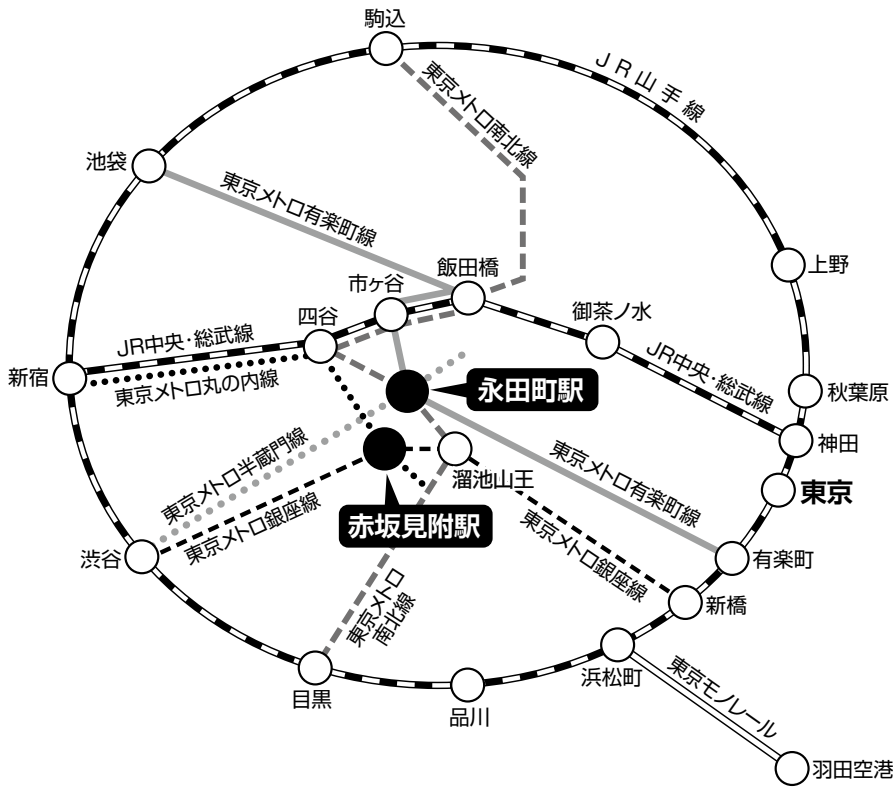 駒込
JR山手線
東京メトロ南北線
池袋
東京メトロ有楽町線
上野
飯田橋
市ヶ谷
四谷
御茶ノ水
JR中央・総武線
JR中央・総武線
新宿
東京メトロ丸の内線
永田町駅
秋葉原
神田
東京メトロ半蔵門線
溜池山王
東京メトロ有楽町線
東京
赤坂見附駅
東京メトロ銀座線
東京メトロ銀座線
渋谷
有楽町
新橋
東京メトロ
南北線
目黒
品川
浜松町
東京モノレール
羽田空港